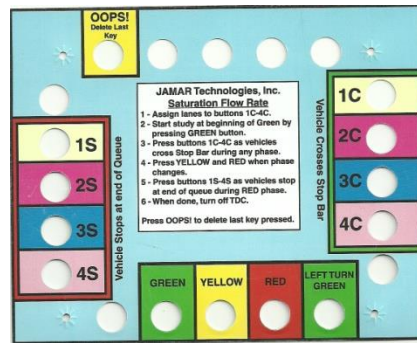 OOPS!
Delete Last
Key
JAMAR Technologies, Inc.
Saturation Flow Rate
1 - Assign lanes to buttons 1C-4C.
2 - Start study at beginning of Green by
pressing GREEN button.
3 - Press buttons 1C-4C as vehicles
cross Stop Bar during any phase.
4 - Press YELLOW and RED when phase
changes.
5 - Press buttons 1S-4S as vehicles stop
at end of queue during RED phase.
6 - When done, turn off TDC.
Press OOPS! to delete last key pressed.
1S
2S
3S
4S
Vehicle Stops at end of Queue
Vehicle Crosses Stop Bar
1C
2C
3C
4C
GREEN
YELLOW
RED
LEFT TURN
GREEN